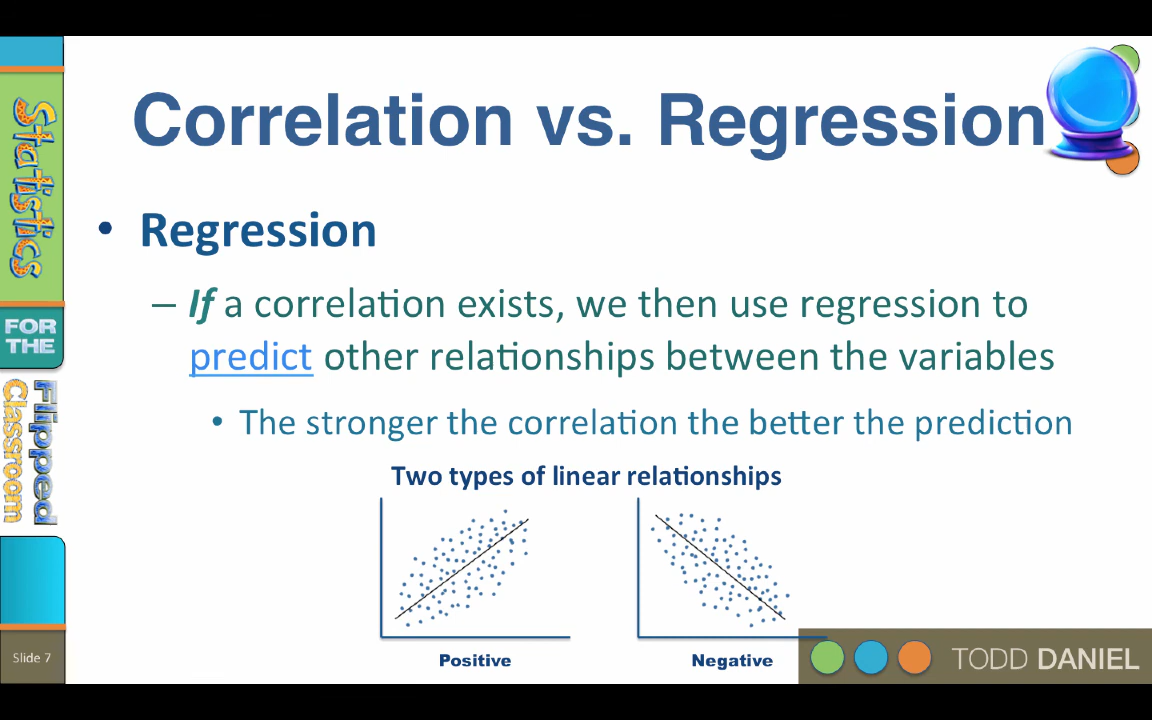 Statistics
FOR THE
Flipped
Classroom
Slide 7
Correlation vs. Regression
• Regression
– If a correlation exists, we then use regression to
predict other relationships between the variables
• The stronger the correlation the better the prediction
Two types of linear relationships
Positive
Negative
TODD DANIEL